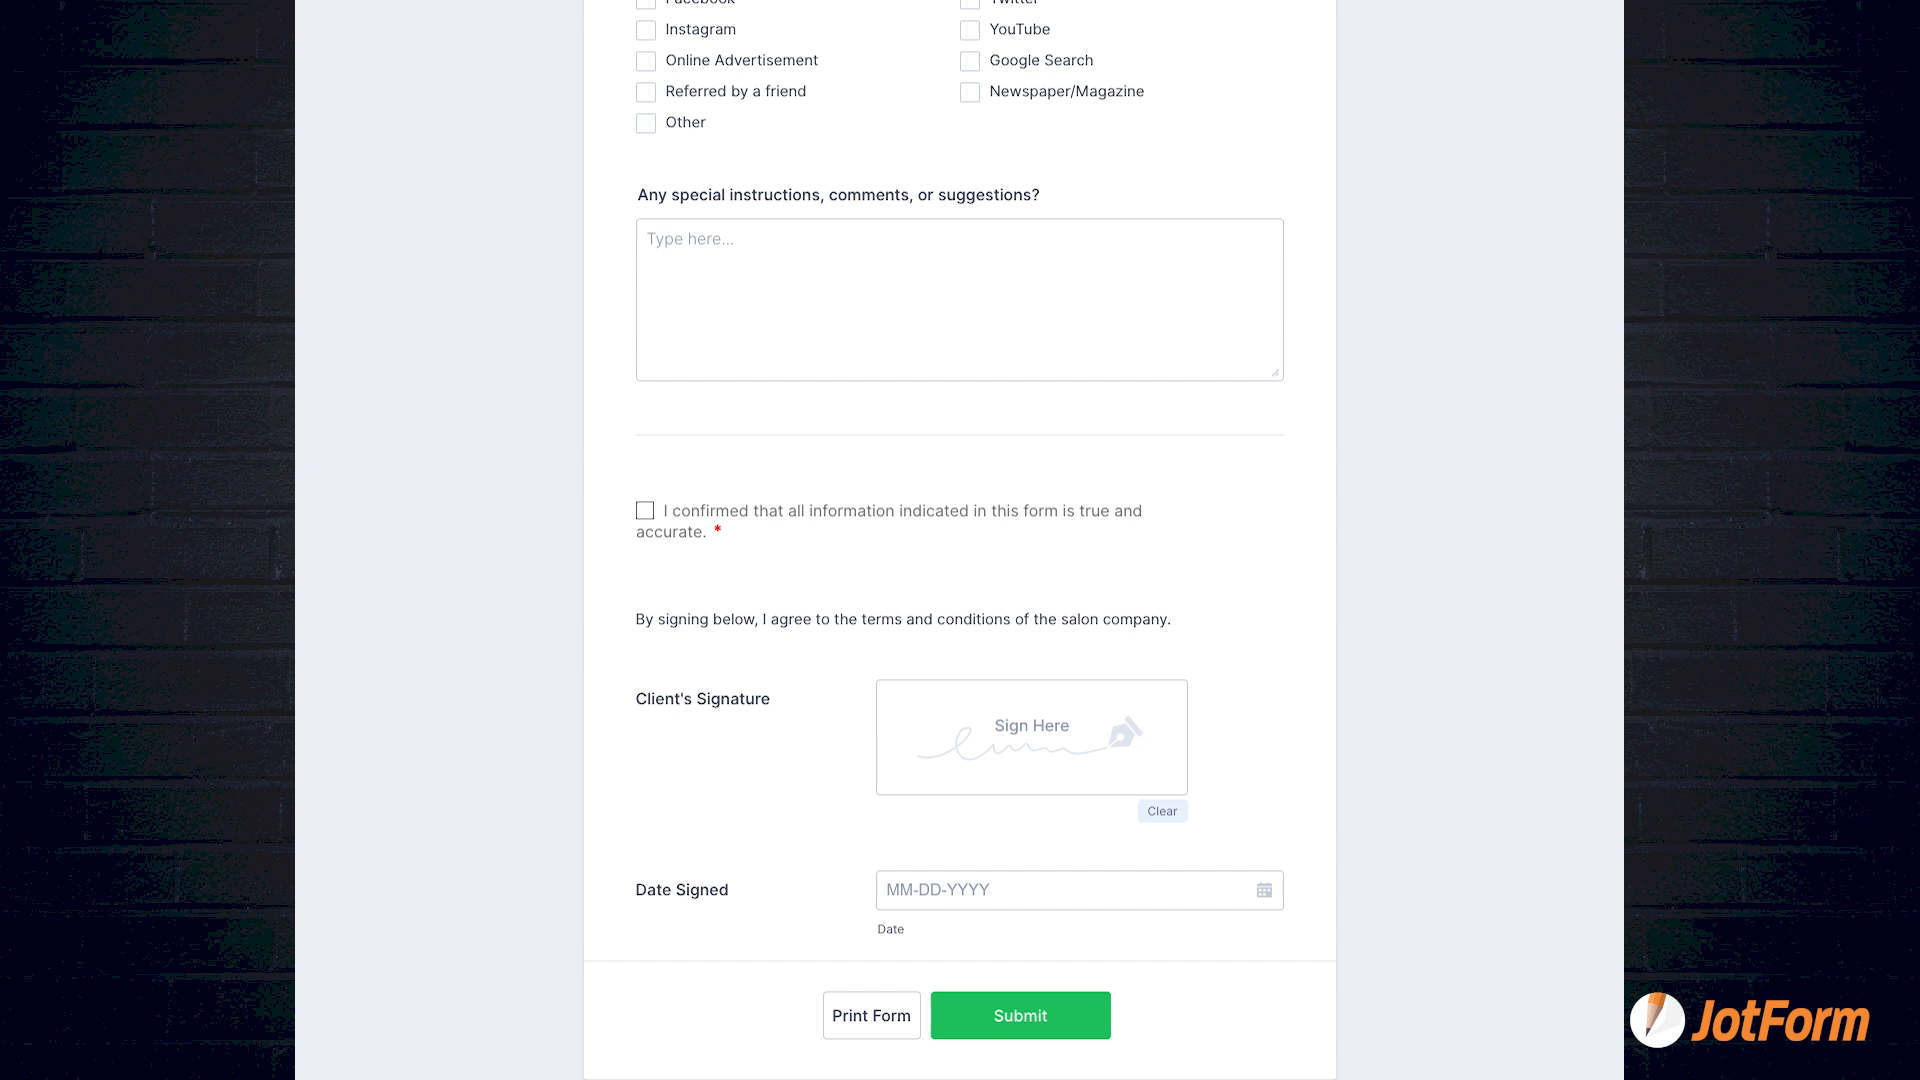 Facebook
Twitter
Instagram
YouTube
Online Advertisement
Google Search
Referred by a friend
Newspaper/Magazine
Other
Any special instructions, comments, or suggestions?
Type here...
I confirmed that all information indicated in this form is true and
accurate. *
By signing below, I agree to the terms and conditions of the salon company.
Client's Signature
Sign Here
Clear
Date Signed
MM-DD-YYYY
Date
Print Form
Submit
JotForm